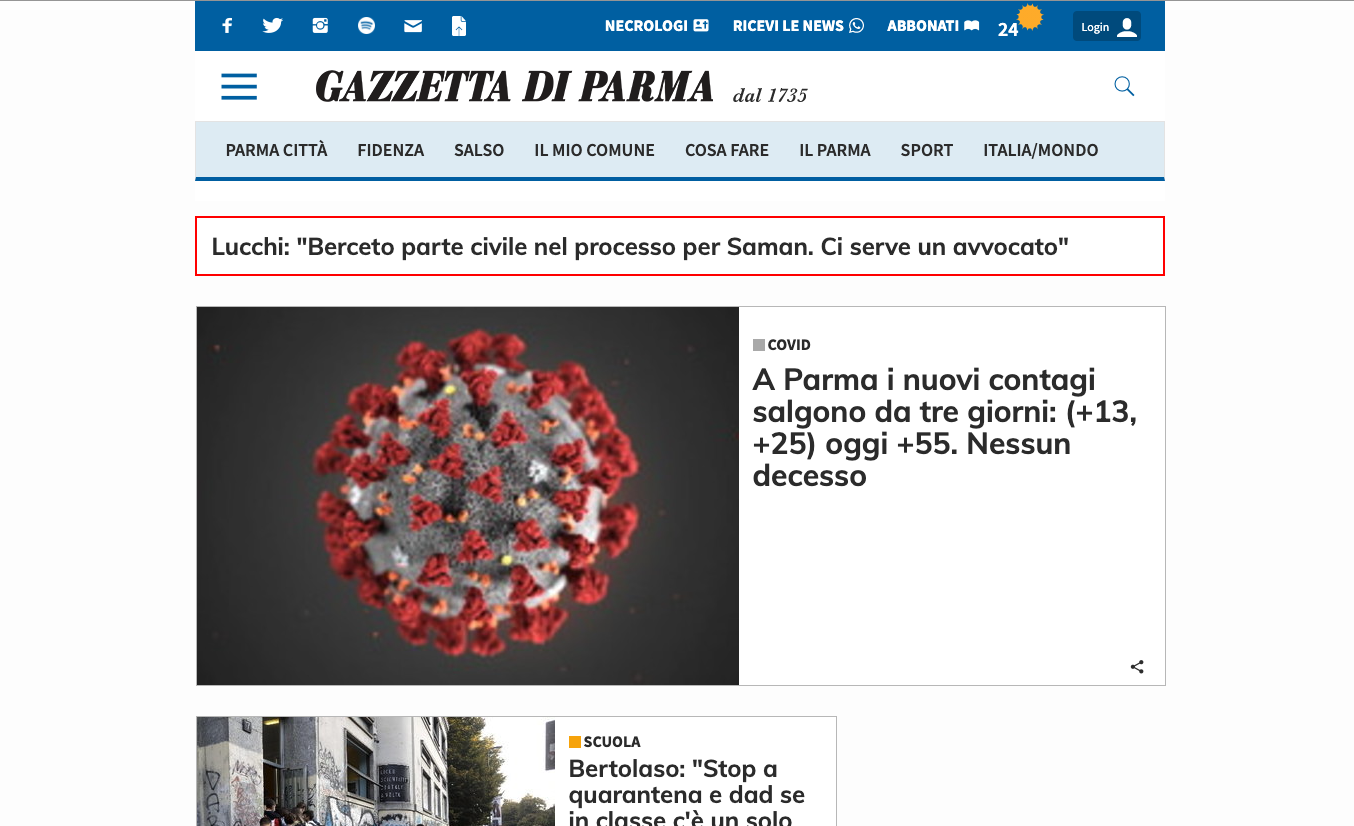 NECROLOGI RICEVI LE NEWS ABBONATI 24 Login
GAZZETTA DI PARMA dal 1735
PARMA CITTÀ FIDENZA SALSO IL MIO COMUNE COSA FARE IL PARMA SPORT ITALIA/MONDO
Lucchi: "Berceto parte civile nel processo per Saman. Ci serve un avvocato"
COVID
A Parma i nuovi contagi
salgono da tre giorni: (+13,
+25) oggi +55. Nessun
decesso
SCUOLA
Bertolaso: "Stop a
quarantena e dad se
in classe c'è un solo